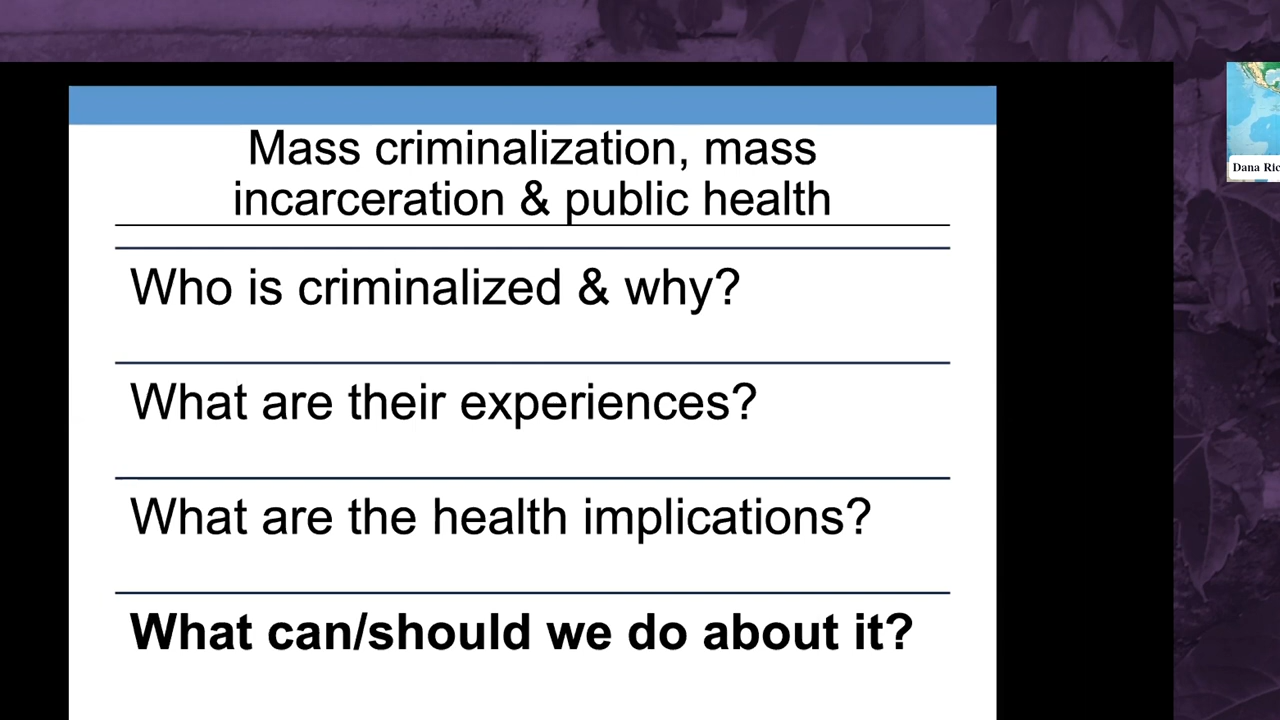 Mass criminalization, mass
incarceration & public health
Who is criminalized & why?
What are their experiences?
What are the health implications?
What can/should we do about it?
Dana